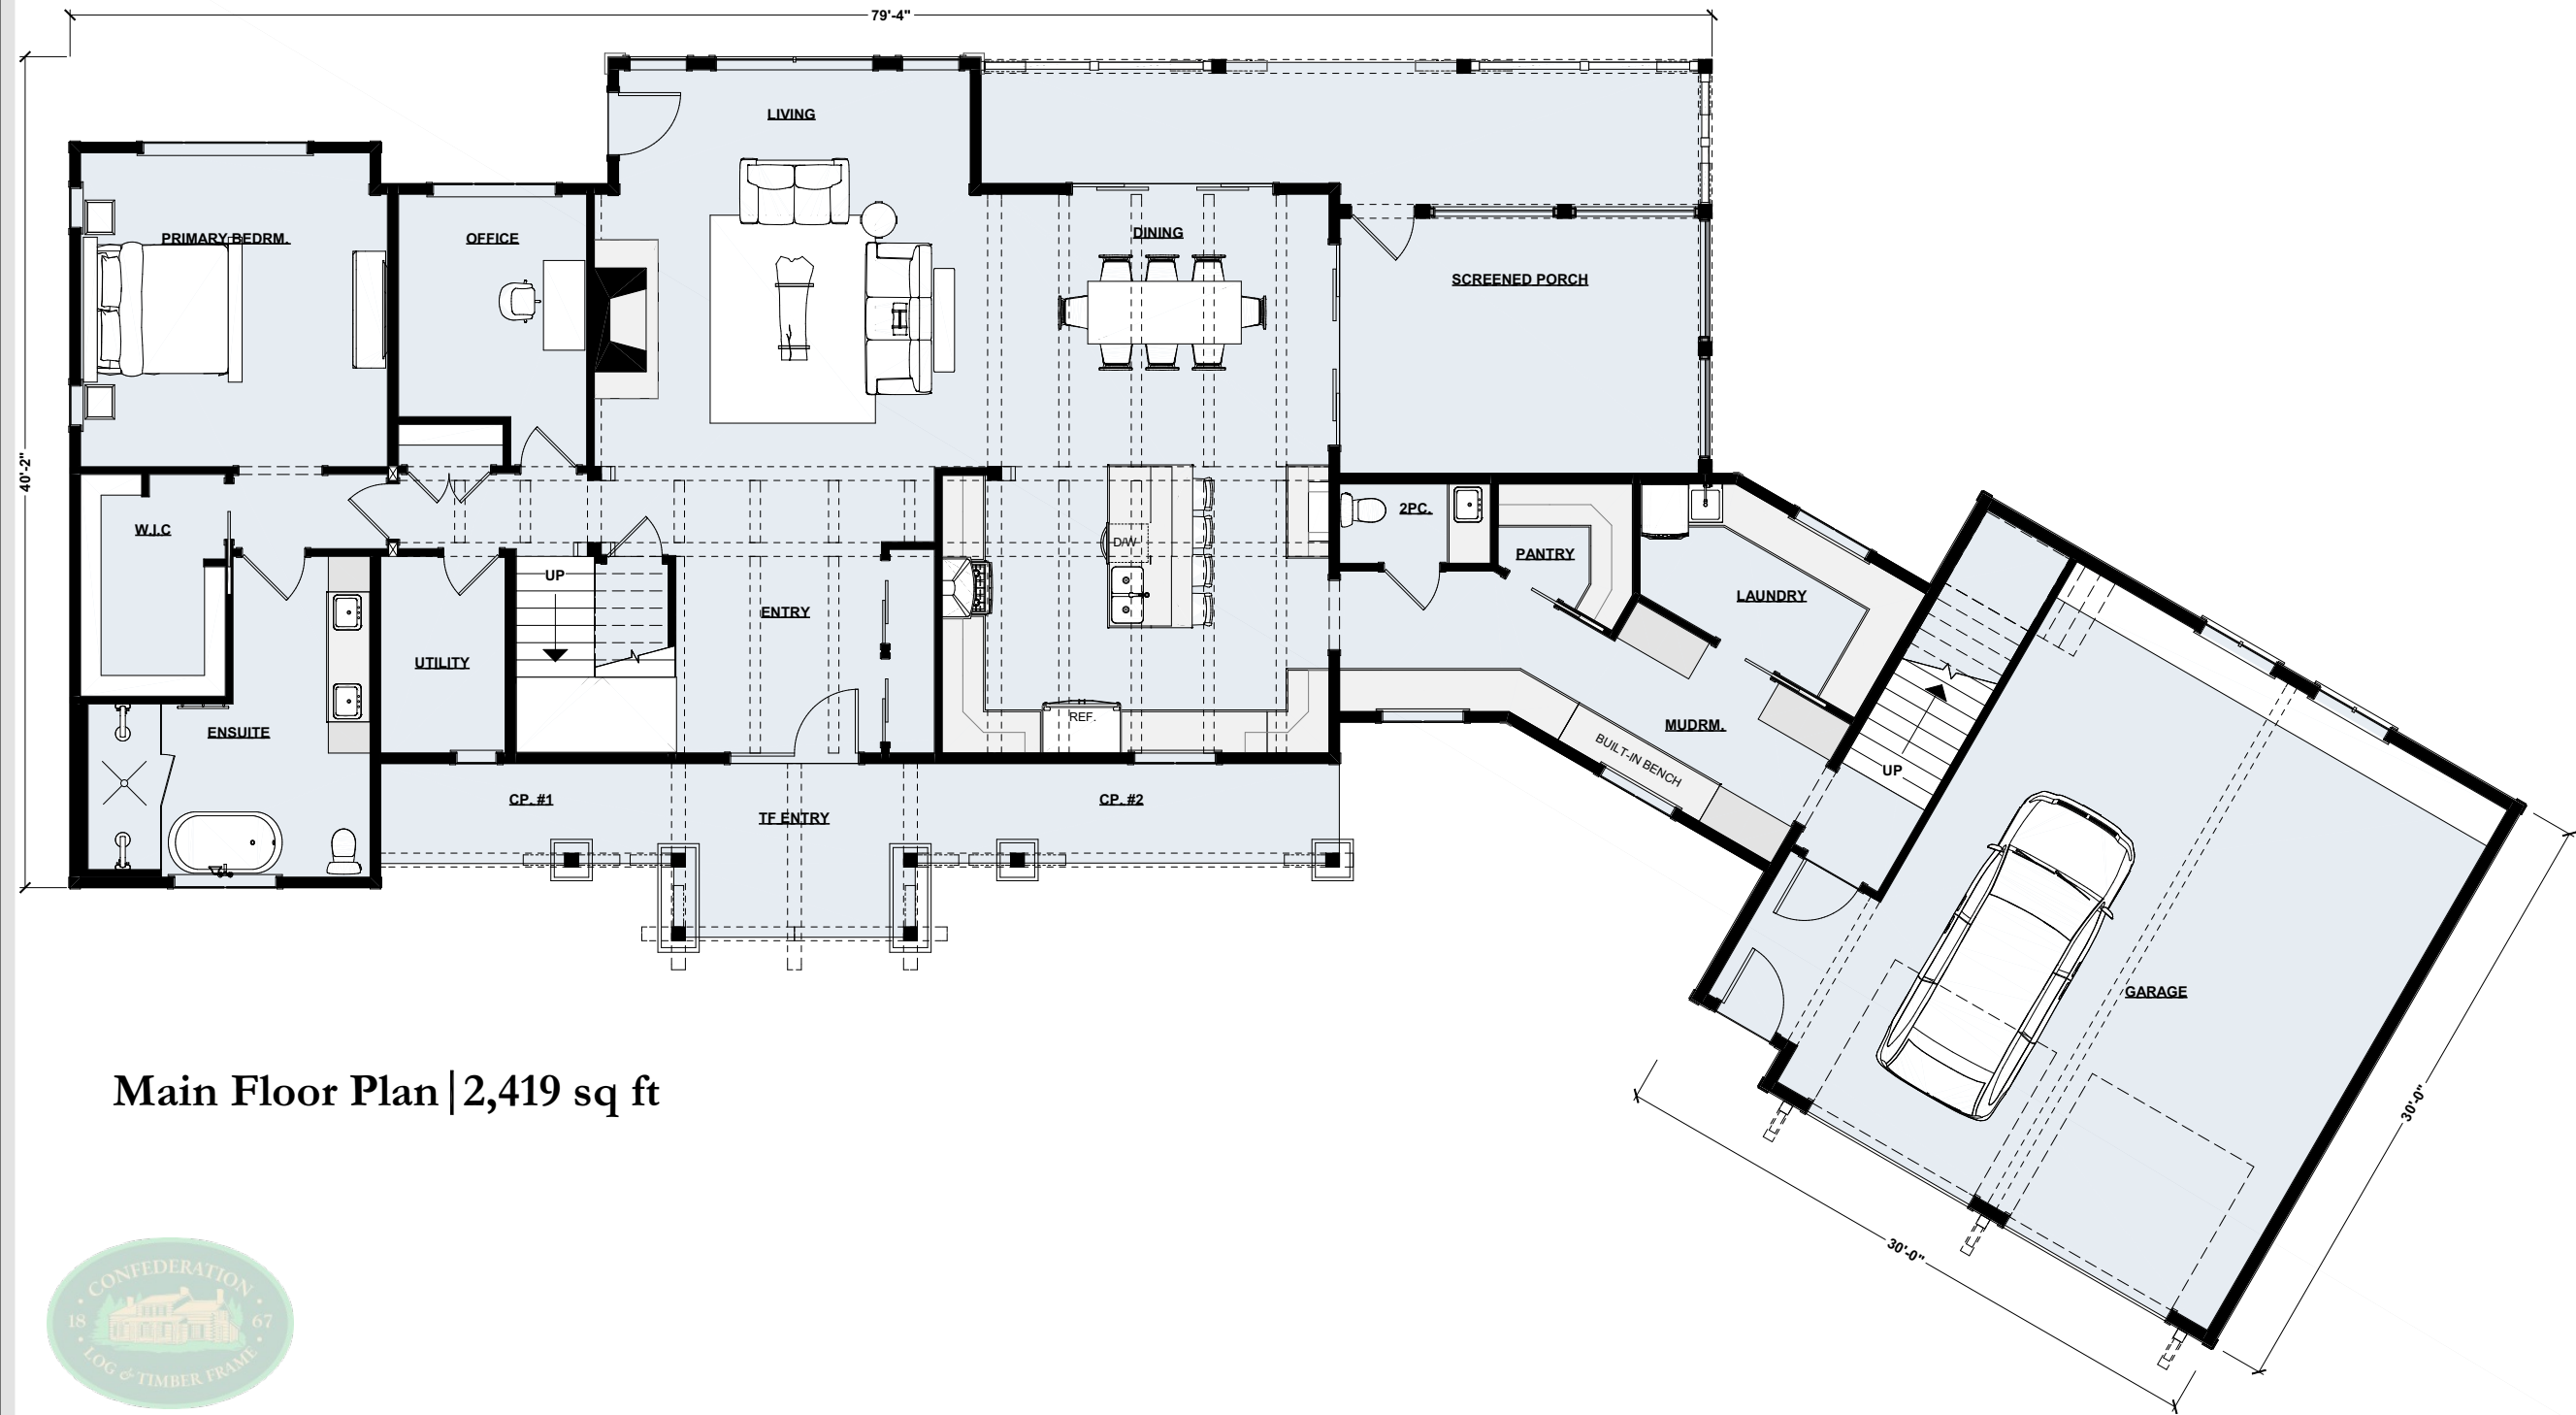 79'-4"
LIVING
PRIMARY BEDRM.
OFFICE
DINING
SCREENED PORCH
40'-2"
W.I.C
2PC.
D/W
PANTRY
UP
ENTRY
LAUNDRY
UTILITY
REF.
ENSUITE
MUDRM.
BUILT-IN BENCH
UP
CP. #1
CP. #2
TF ENTRY
GARAGE
30'-0"
30'-0"
Main Floor Plan|2,419 sq ft
CONFEDERATION
18 67
LOG & TIMBER FRAME